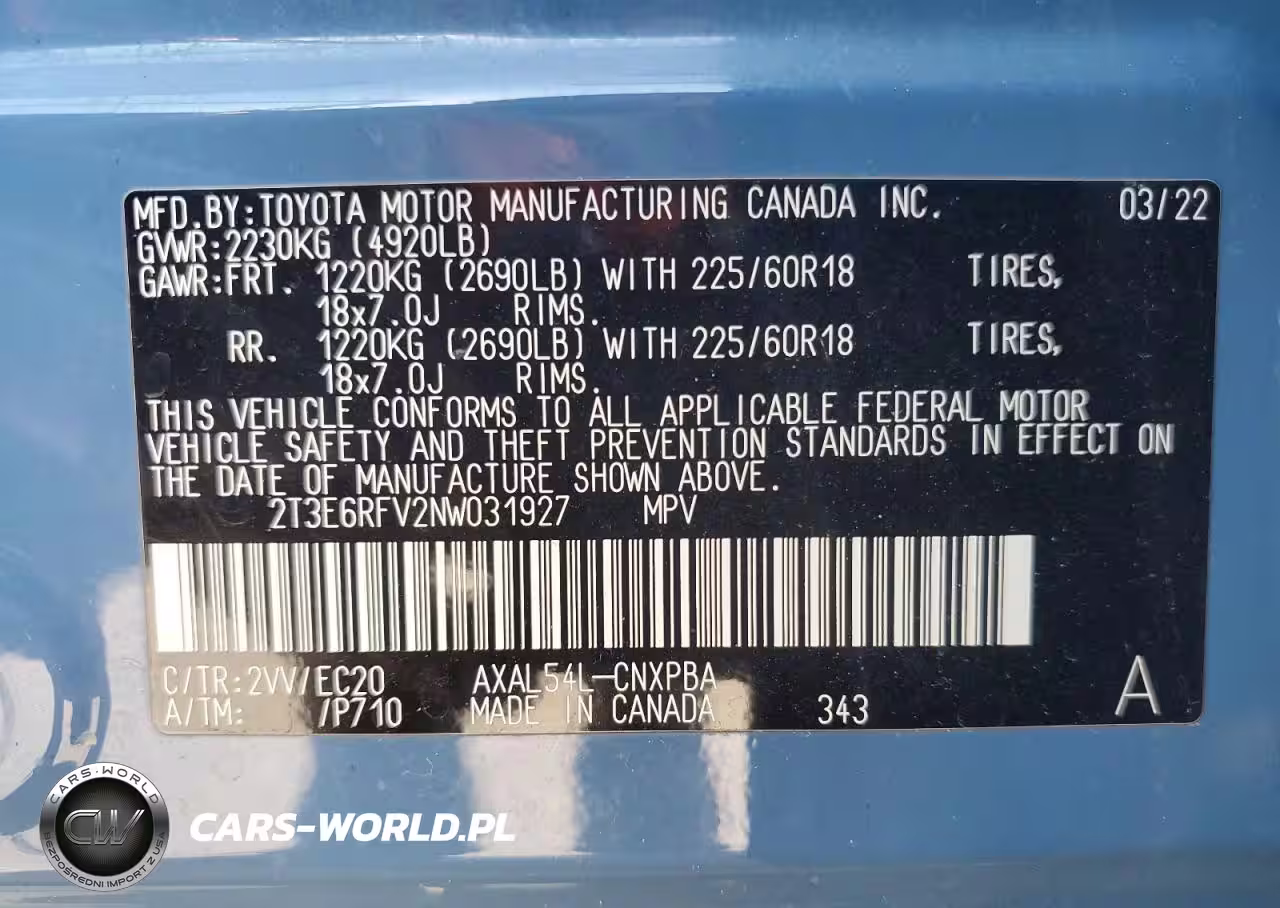 MFD.BY:TOYOTA MOTOR MANUFACTURING CANADA INC. 03/22
GVWR:2230KG (4920LB)
GAWR:FRT. 1220KG (2690LB) WITH 225/60R18 TIRES,
18x7.0J RIMS.
RR. 1220KG (2690LB) WITH 225/60R18 TIRES,
18x7.0J RIMS.
THIS VEHICLE CONFORMS TO ALL APPLICABLE FEDERAL MOTOR
VEHICLE SAFETY AND THEFT PREVENTION STANDARDS IN EFFECT ON
THE DATE OF MANUFACTURE SHOWN ABOVE.
2T3E6RFV2NW031927 MPV
C/TR:2VV/EC20 AXAL54L-CNXPBA
A/TM: /P710 MADE IN CANADA 343 A
CARS-WORLD
CW
BEZPOŚREDNI IMPORT Z USA
CARS-WORLD.PL